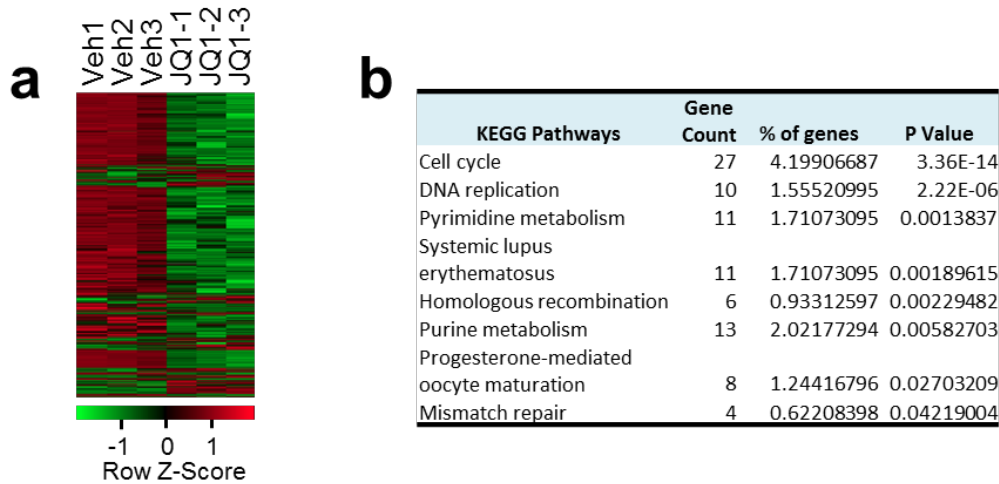 a
Veh1
Veh2
Veh3
JQ1-1
JQ1-2
JQ1-3
-1 0 1
Row Z-Score
b
KEGG Pathways Gene Count % of genes P Value
Cell cycle 27 4.19906687 3.36E-14
DNA replication 10 1.55520995 2.22E-06
Pyrimidine metabolism 11 1.71073095 0.0013837
Systemic lupus
erythematosus 11 1.71073095 0.00189615
Homologous recombination 6 0.93312597 0.00229482
Purine metabolism 13 2.02177294 0.00582703
Progesterone-mediated
oocyte maturation 8 1.24416796 0.02703209
Mismatch repair 4 0.62208398 0.04219004